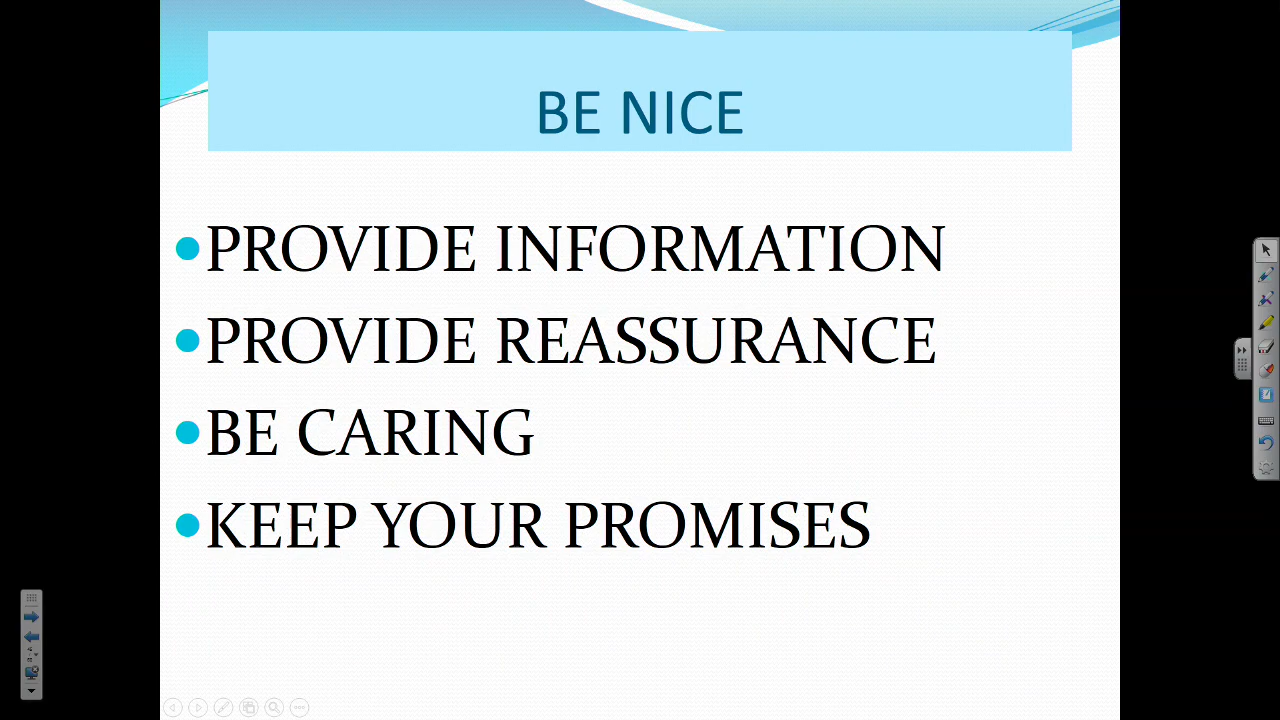 BE NICE
PROVIDE INFORMATION
PROVIDE REASSURANCE
BE CARING
KEEP YOUR PROMISES